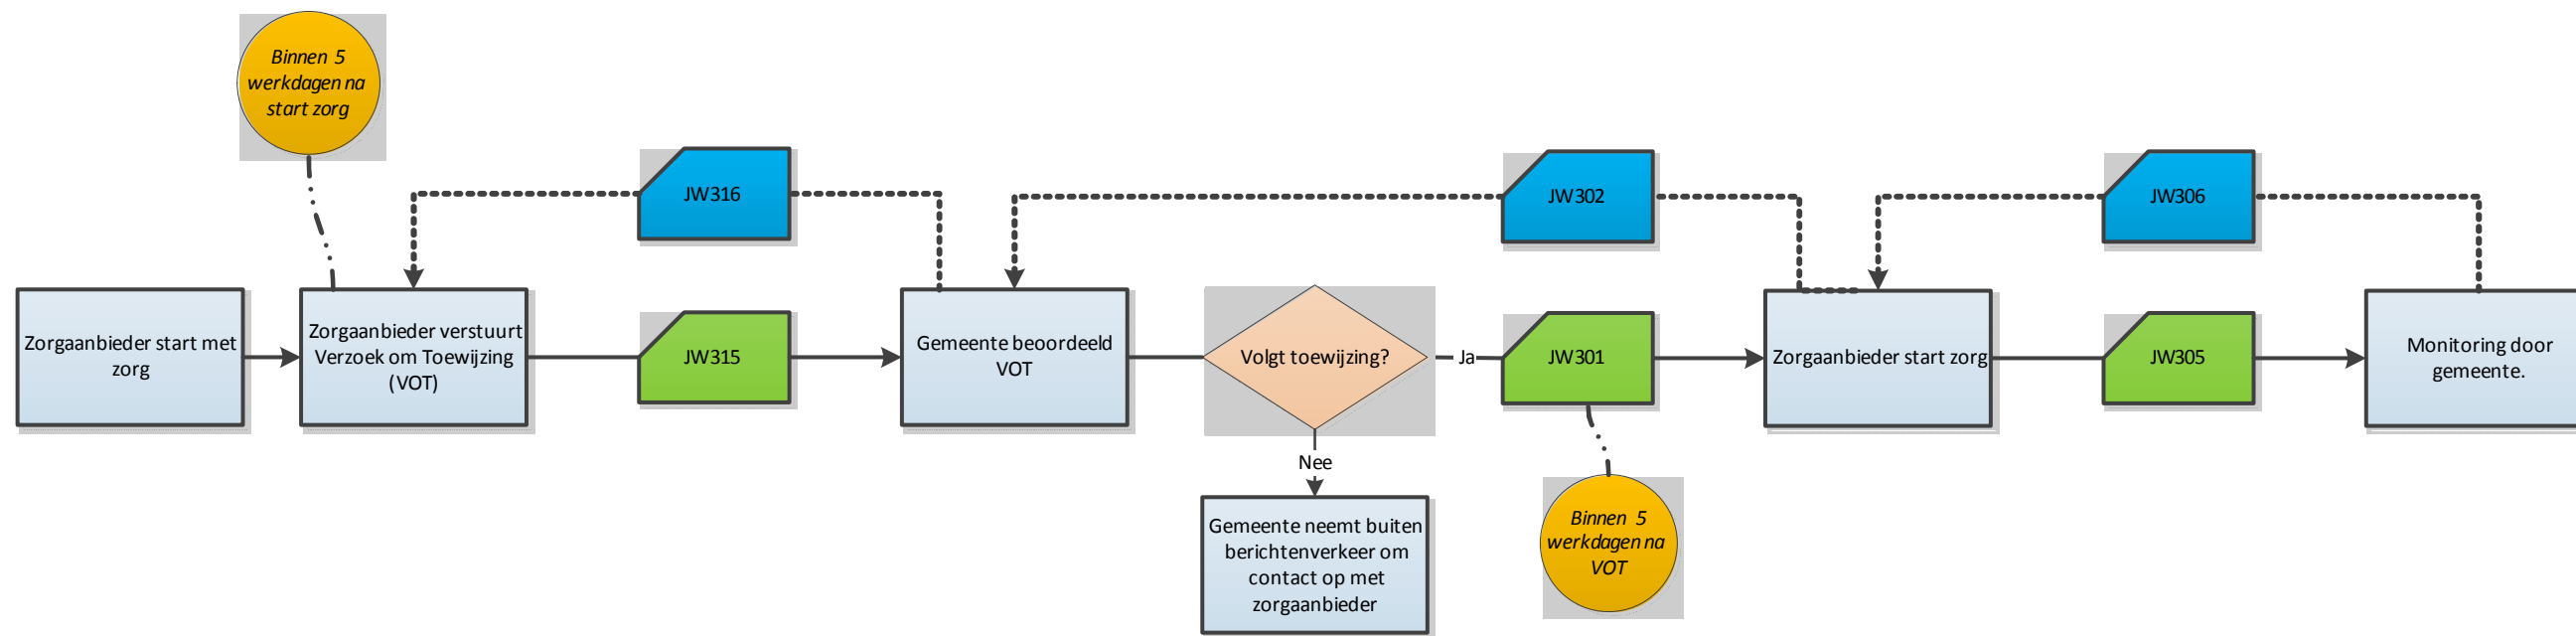 Binnen 5
werkdagen na
start zorg
JW316
JW302
JW306
Zorgaanbieder start met
zorg
Zorgaanbieder verstuurt
Verzoek om Toewijzing
(VOT)
JW315
Gemeente beoordeeld
VOT
Volgt toewijzing?
Ja
JW301
Zorgaanbieder start zorg
JW305
Monitoring door
gemeente.
Nee
Gemeente neemt buiten
berichtenverkeer om
contact op met
zorgaanbieder
Binnen 5
werkdagen na
VOT